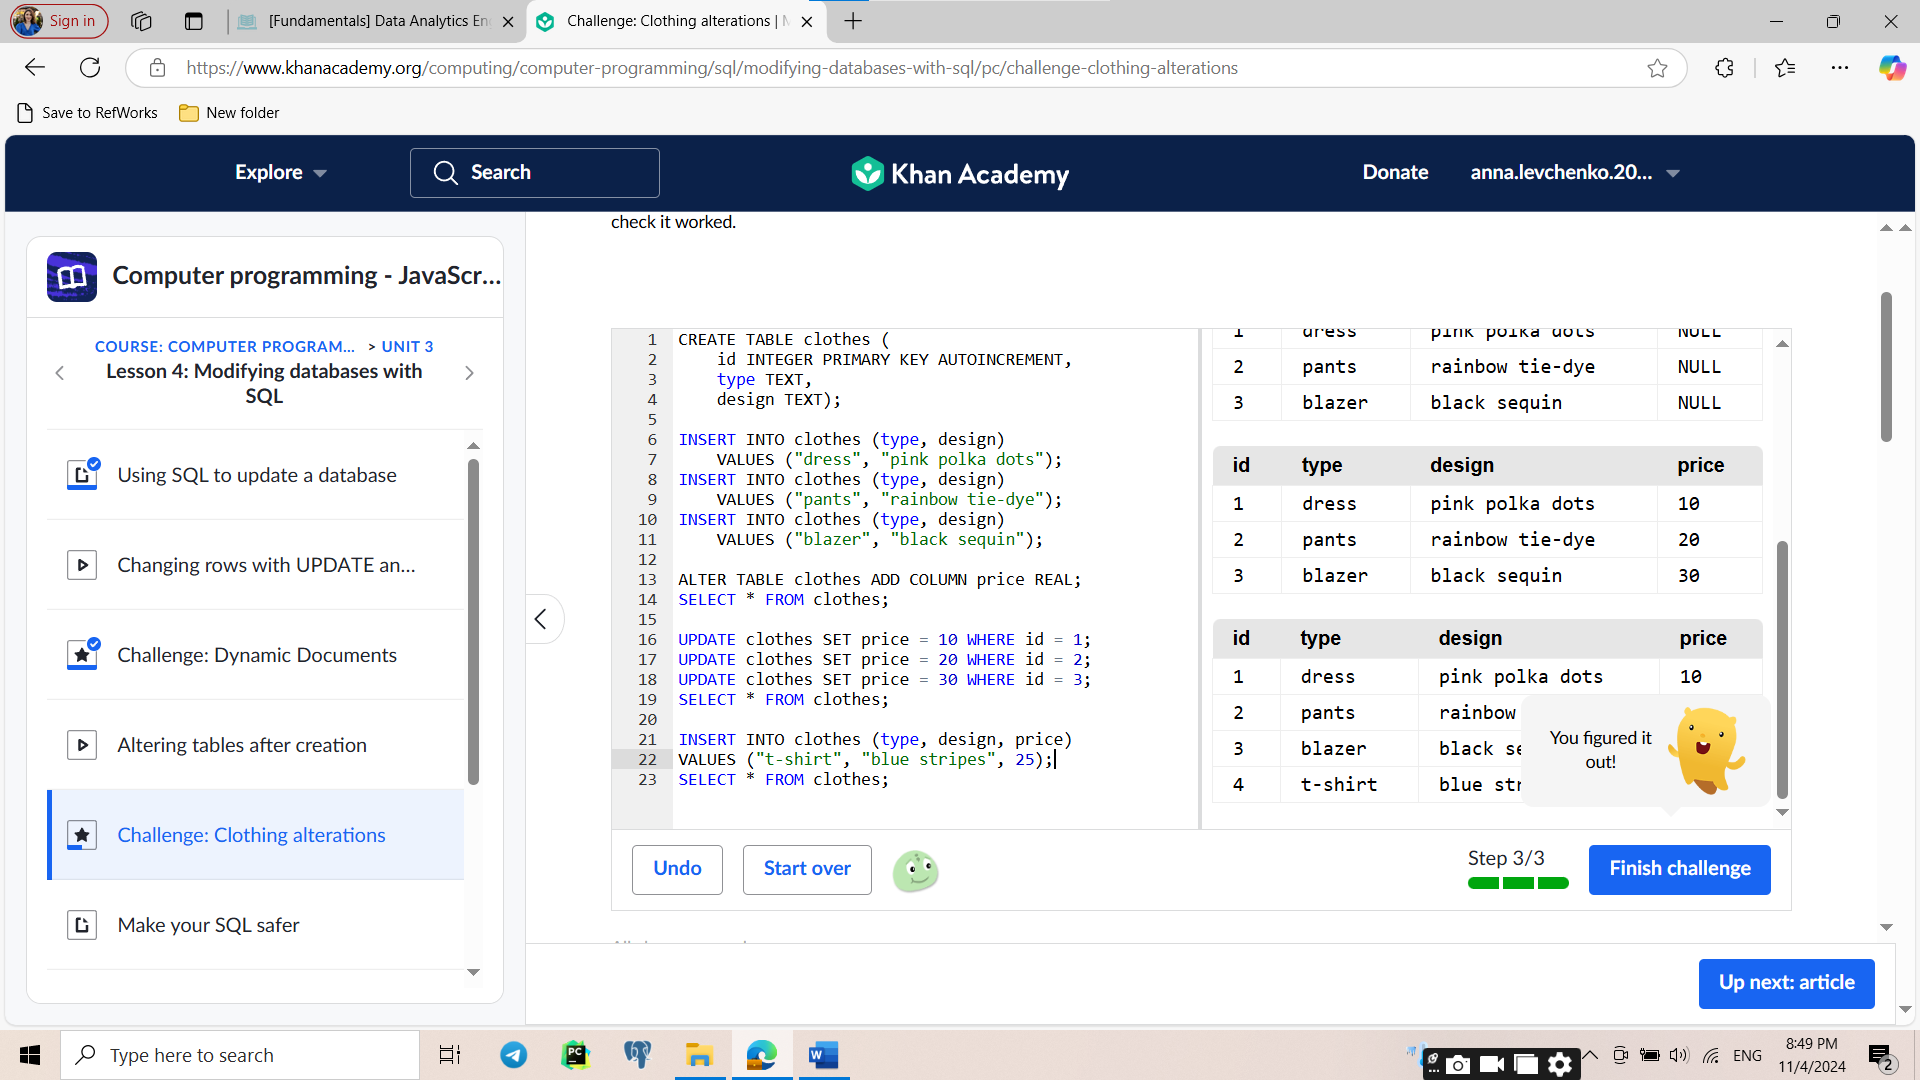 Sign in
[Fundamentals] Data Analytics En
Challenge: Clothing alterations |
https://www.khanacademy.org/computing/computer-programming/sql/modifying-databases-with-sql/pc/challenge-clothing-alterations
Save to RefWorks
New folder
Explore
Search
Khan Academy
Donate
anna.levchenko.20...
check it worked.
Computer programming - JavaScr...
COURSE: COMPUTER PROGRAM... > UNIT 3
Lesson 4: Modifying databases with
SQL
Using SQL to update a database
Changing rows with UPDATE an...
Challenge: Dynamic Documents
Altering tables after creation
Challenge: Clothing alterations
Make your SQL safer
1 CREATE TABLE clothes (
2 id INTEGER PRIMARY KEY AUTOINCREMENT,
3 type TEXT,
4 design TEXT);
5
6 INSERT INTO clothes (type, design)
7 VALUES ("dress", "pink polka dots");
8 INSERT INTO clothes (type, design)
9 VALUES ("pants", "rainbow tie-dye");
10 INSERT INTO clothes (type, design)
11 VALUES ("blazer", "black sequin");
12
13 ALTER TABLE clothes ADD COLUMN price REAL;
14 SELECT * FROM clothes;
15
16 UPDATE clothes SET price = 10 WHERE id = 1;
17 UPDATE clothes SET price = 20 WHERE id = 2;
18 UPDATE clothes SET price = 30 WHERE id = 3;
19 SELECT * FROM clothes;
20
21 INSERT INTO clothes (type, design, price)
22 VALUES ("t-shirt", "blue stripes", 25);
23 SELECT * FROM clothes;
1 dress pink polka dots NULL
2 pants rainbow tie-dye NULL
3 blazer black sequin NULL
id type design price
1 dress pink polka dots 10
2 pants rainbow tie-dye 20
3 blazer black sequin 30
id type design price
1 dress pink polka dots 10
2 pants rainbow
3 blazer black se
4 t-shirt blue str
You figured it
out!
Undo
Start over
Step 3/3
Finish challenge
Up next: article
Type here to search
PC
W
ENG
8:49 PM
11/4/2024
2